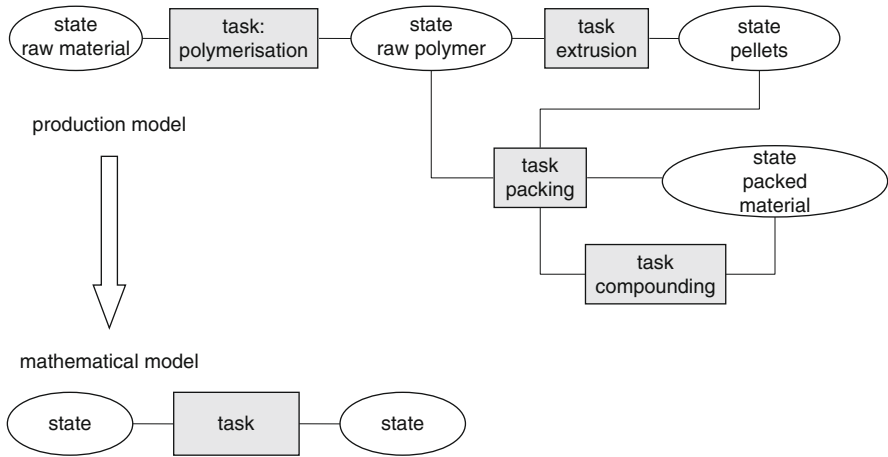 state
raw material
task:
polymerisation
state
raw polymer
task
extrusion
state
pellets
production model
task
packing
state
packed
material
task
compounding
mathematical model
state
task
state